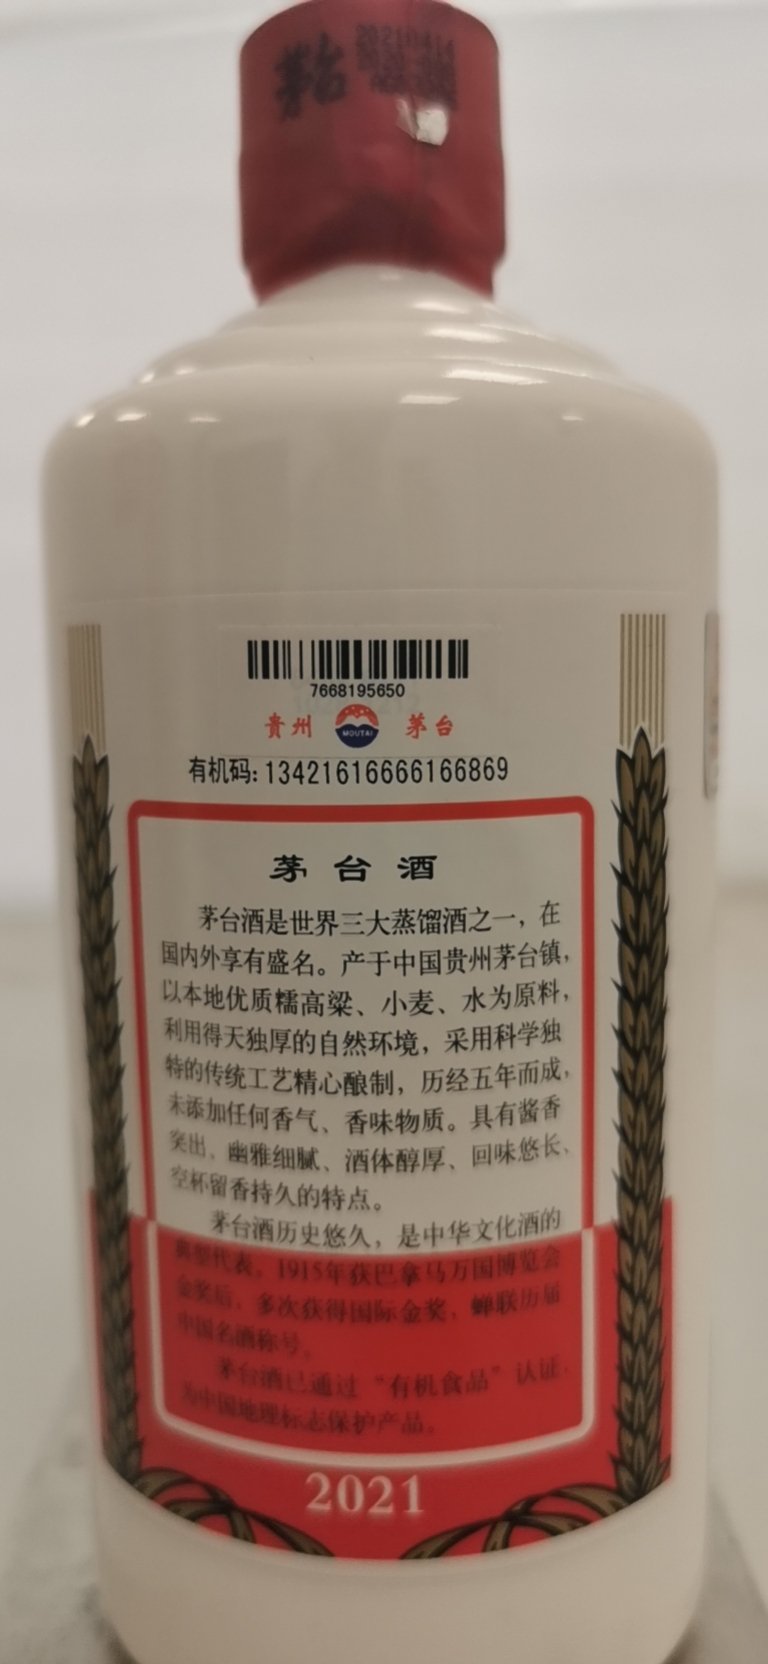 7668195650
貴州
MOUTAI
茅台
有机码:13421616666166869
茅台酒
茅台酒是世界三大蒸馏酒之一，在
国内外享有盛名。产于中国贵州茅台镇，
以本地优质糯高粱、小麦、水为原料，
利用得天独厚的自然环境，采用科学独
特的传统工艺精心酿制，历经五年而成，
未添加任何香气、香味物质。具有酱香
突出、幽雅细腻、酒体醇厚、回味悠长、
空杯留香持久的特点。
茅台酒历史悠久，是中华文化酒的
典型代表。1915年获巴拿马万国博览会
金奖后，多次获得国际金奖，蝉联历届
中国名酒称号。
茅台酒已通过“有机食品”认证，
为中国地理标志保护产品。
2021